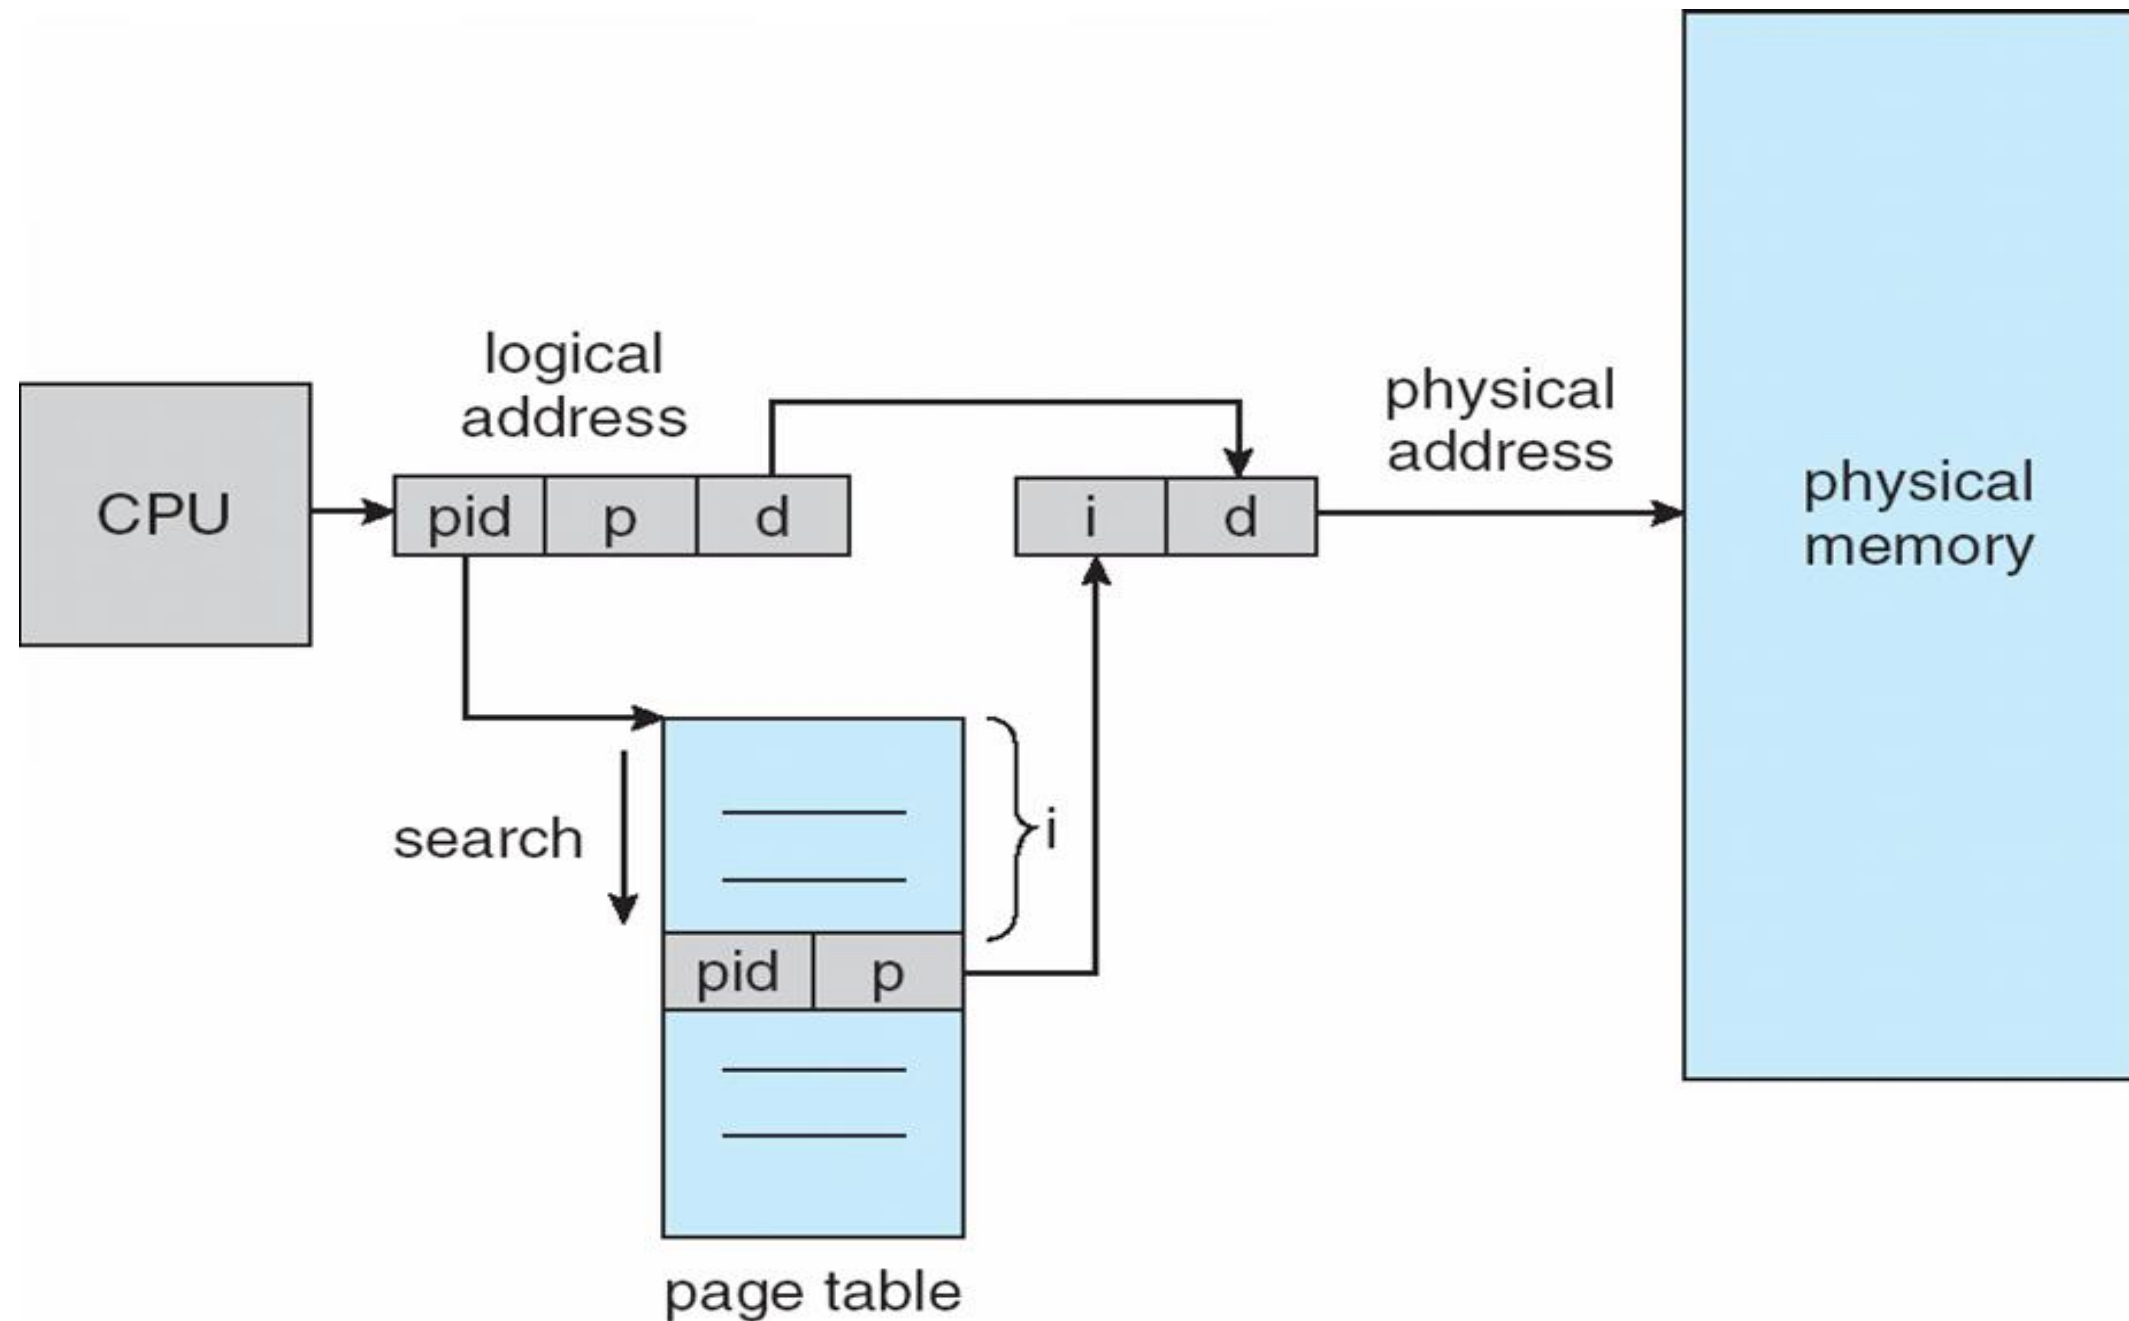 logical
address
physical
address
CPU
pid p d
i d
physical
memory
search
i
pid p
page table